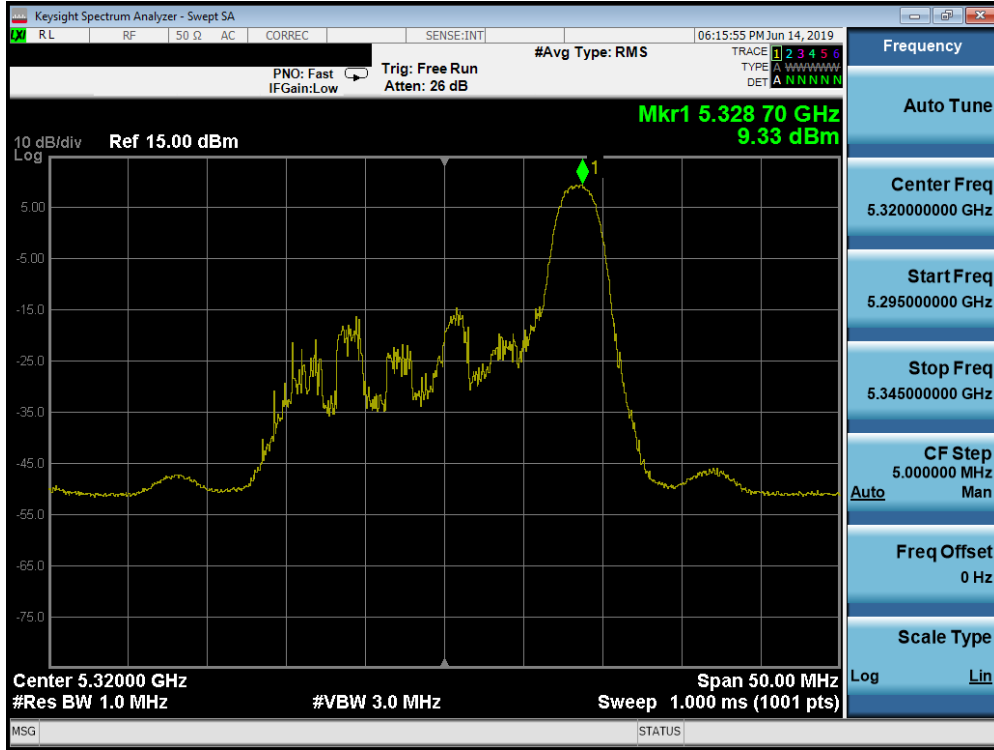 Keysight Spectrum Analyzer - Swept SA
LXI RL RF 50 Ω AC CORREC SENSE:INT 06:15:55 PM Jun 14, 2019
#Avg Type: RMS
TRACE 1 2 3 4 5 6
TYPE A WWWWW
DET A N N N N N
PNO: Fast
IFGain:Low
Trig: Free Run
Atten: 26 dB
Mkr1 5.328 70 GHz
9.33 dBm
10 dB/div Ref 15.00 dBm
Log
1
5.00
-5.00
-15.0
-25.0
-35.0
-45.0
-55.0
-65.0
-75.0
Center 5.32000 GHz
Span 50.00 MHz
#Res BW 1.0 MHz
#VBW 3.0 MHz
Sweep 1.000 ms (1001 pts)
MSG
STATUS
Frequency
Auto Tune
Center Freq
5.320000000 GHz
Start Freq
5.295000000 GHz
Stop Freq
5.345000000 GHz
CF Step
5.000000 MHz
Auto Man
Freq Offset
0 Hz
Scale Type
Log Lin